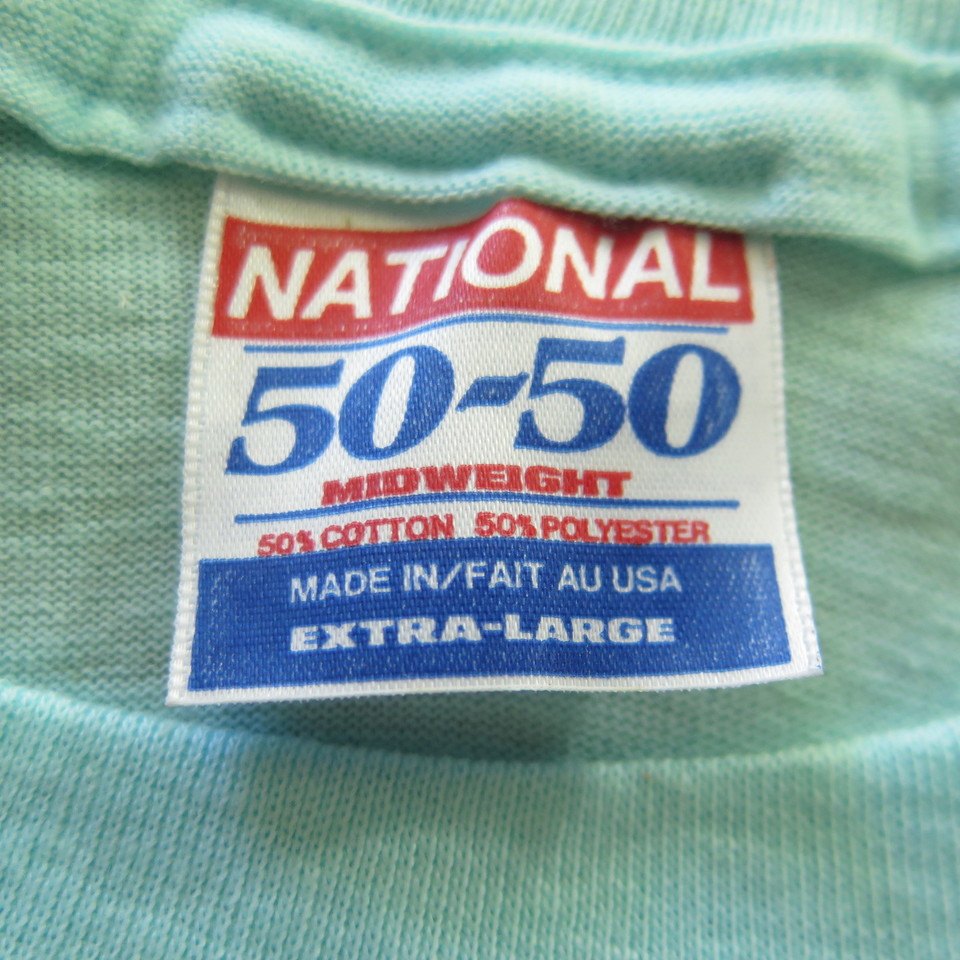 NATIONAL
50-50
MIDWEIGHT
50% COTTON 50% POLYESTER
MADE IN/FAIT AU USA
EXTRA-LARGE